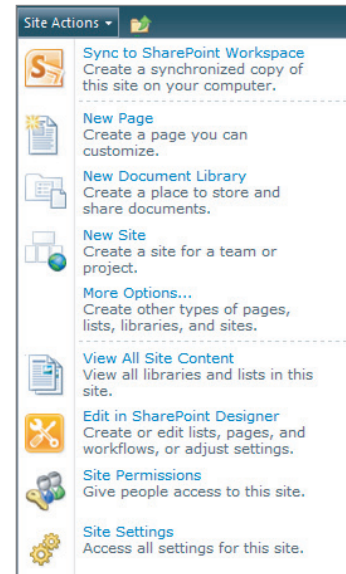 Site Actions
Sync to SharePoint Workspace
Create a synchronized copy of
this site on your computer.
New Page
Create a page you can
customize.
New Document Library
Create a place to store and
share documents.
New Site
Create a site for a team or
project.
More Options...
Create other types of pages,
lists, libraries, and sites.
View All Site Content
View all libraries and lists in this
site.
Edit in SharePoint Designer
Create or edit lists, pages, and
workflows, or adjust settings.
Site Permissions
Give people access to this site.
Site Settings
Access all settings for this site.